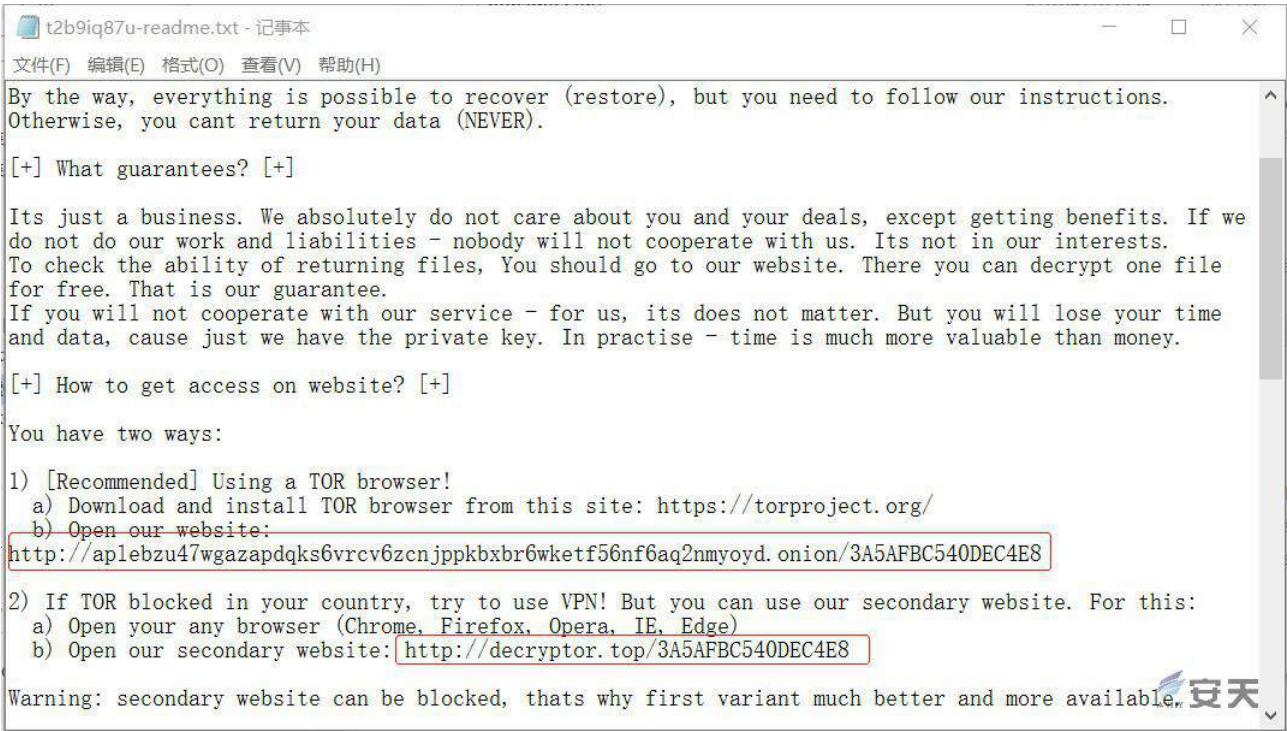 t2b9iq87u-readme.txt - 记事本
文件(F) 编辑(E) 格式(O) 查看(V) 帮助(H)
By the way, everything is possible to recover (restore), but you need to follow our instructions.
Otherwise, you cant return your data (NEVER).
[+] What guarantees? [+]
Its just a business. We absolutely do not care about you and your deals, except getting benefits. If we
do not do our work and liabilities - nobody will not cooperate with us. Its not in our interests.
To check the ability of returning files, You should go to our website. There you can decrypt one file
for free. That is our guarantee.
If you will not cooperate with our service - for us, its does not matter. But you will lose your time
and data, cause just we have the private key. In practise - time is much more valuable than money.
[+] How to get access on website? [+]
You have two ways:
1) [Recommended] Using a TOR browser!
a) Download and install TOR browser from this site: https://torproject.org/
b) Open our website:
http://aplebzu47wgazapdqks6vrcv6zcnjppkbxbr6wketf56nf6aq2nmyoyd.onion/3A5AFBC540DEC4E8
2) If TOR blocked in your country, try to use VPN! But you can use our secondary website. For this:
a) Open your any browser (Chrome, Firefox, Opera, IE, Edge)
b) Open our secondary website: http://decryptor.top/3A5AFBC540DEC4E8
Warning: secondary website can be blocked, thats why first variant much better and more available.
安天